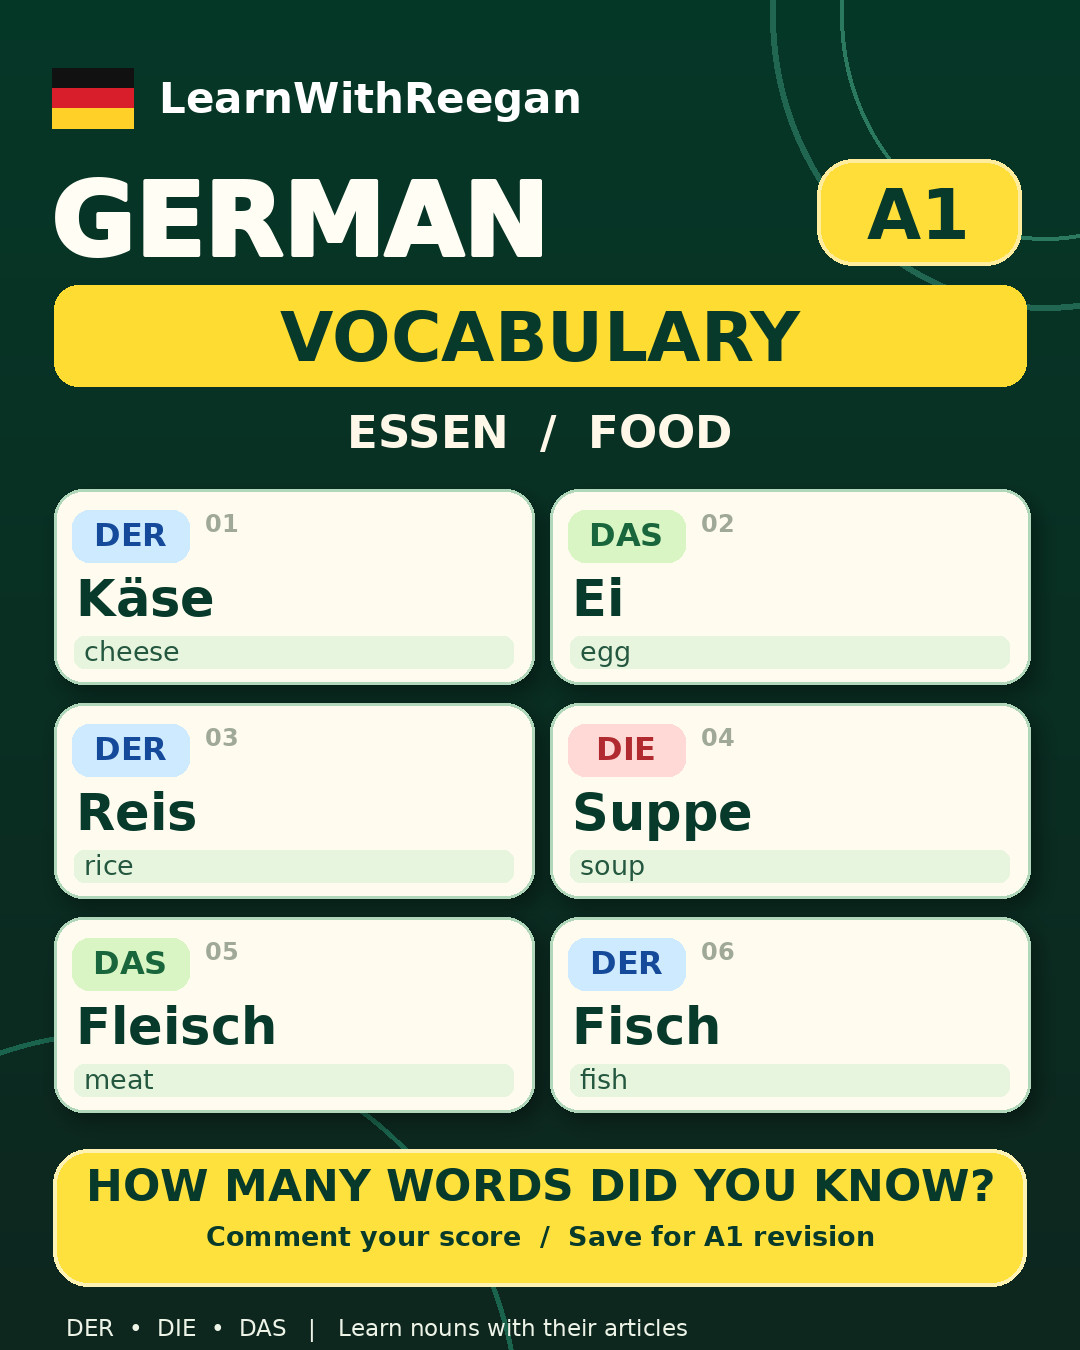 LearnWithReegan
GERMAN
A1
VOCABULARY
ESSEN / FOOD
DER 01
Käse
cheese
DAS 02
Ei
egg
DER 03
Reis
rice
DIE 04
Suppe
soup
DAS 05
Fleisch
meat
DER 06
Fisch
fish
HOW MANY WORDS DID YOU KNOW?
Comment your score / Save for A1 revision
DER • DIE • DAS | Learn nouns with their articles